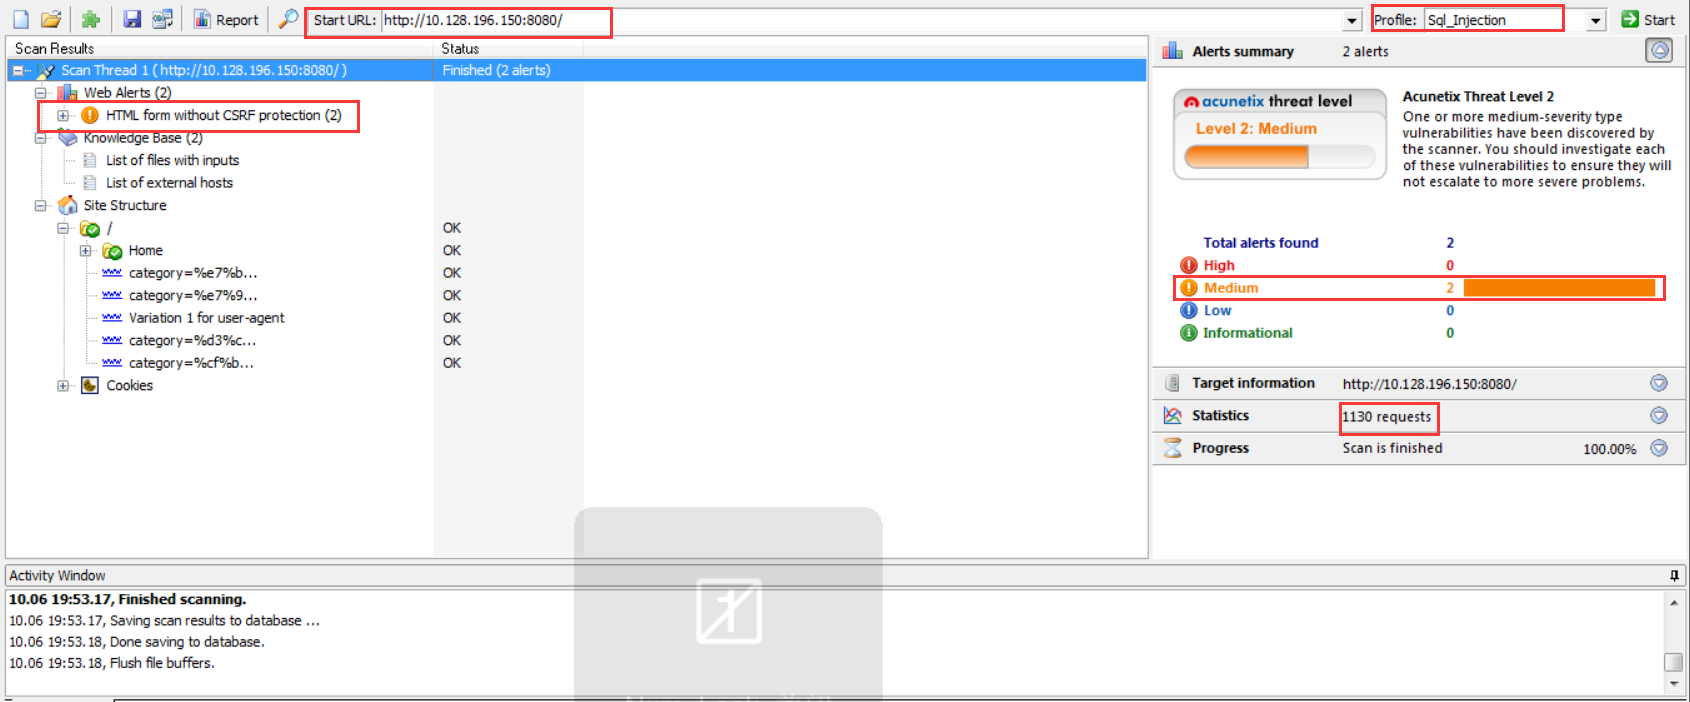 Report
Start URL: http://10.128.196.150:8080/
Profile: Sql_Injection
Start
Scan Results Status
Scan Thread 1 ( http://10.128.196.150:8080/ ) Finished (2 alerts)
Web Alerts (2)
HTML form without CSRF protection (2)
Knowledge Base (2)
List of files with inputs
List of external hosts
Site Structure
/ OK
Home OK
category=%e7%b... OK
category=%e7%9... OK
Variation 1 for user-agent OK
category=%d3%c... OK
category=%cf%b... OK
Cookies
Alerts summary 2 alerts
acunetix threat level
Level 2: Medium
Acunetix Threat Level 2
One or more medium-severity type
vulnerabilities have been discovered by
the scanner. You should investigate each
of these vulnerabilities to ensure they will
not escalate to more severe problems.
Total alerts found 2
High 0
Medium 2
Low 0
Informational 0
Target information http://10.128.196.150:8080/
Statistics 1130 requests
Progress Scan is finished 100.00%
Activity Window
10.06 19:53.17, Finished scanning.
10.06 19:53.17, Saving scan results to database ...
10.06 19:53.18, Done saving to database.
10.06 19:53.18, Flush file buffers.
1